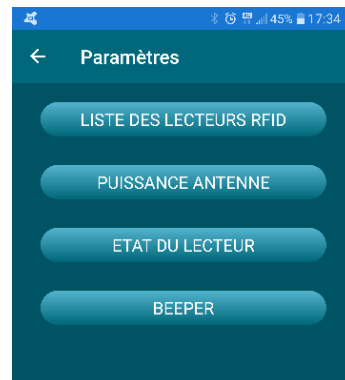 45% 17:34
Paramètres
LISTE DES LECTEURS RFID
PUISSANCE ANTENNE
ETAT DU LECTEUR
BEEPER